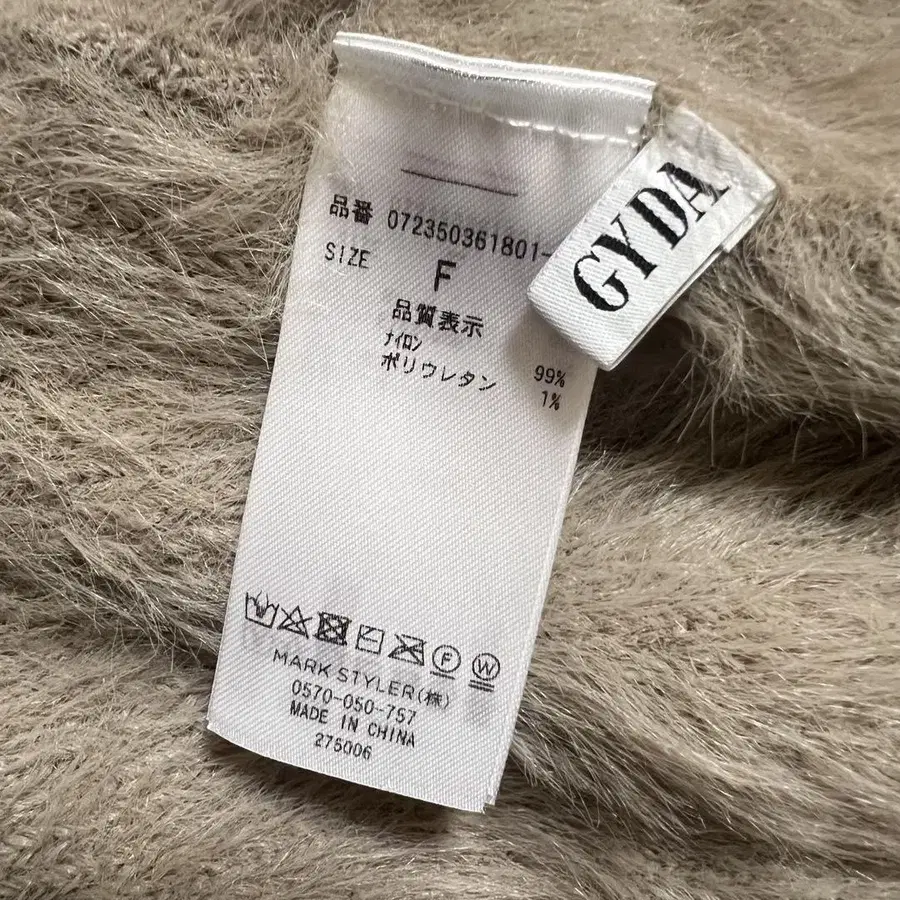 品番 072350361801-
SIZE F
品質表示
ナイロン 99%
ポリウレタン 1%
F W
MARK STYLER(株)
0570-050-757
MADE IN CHINA
275006
GYDA